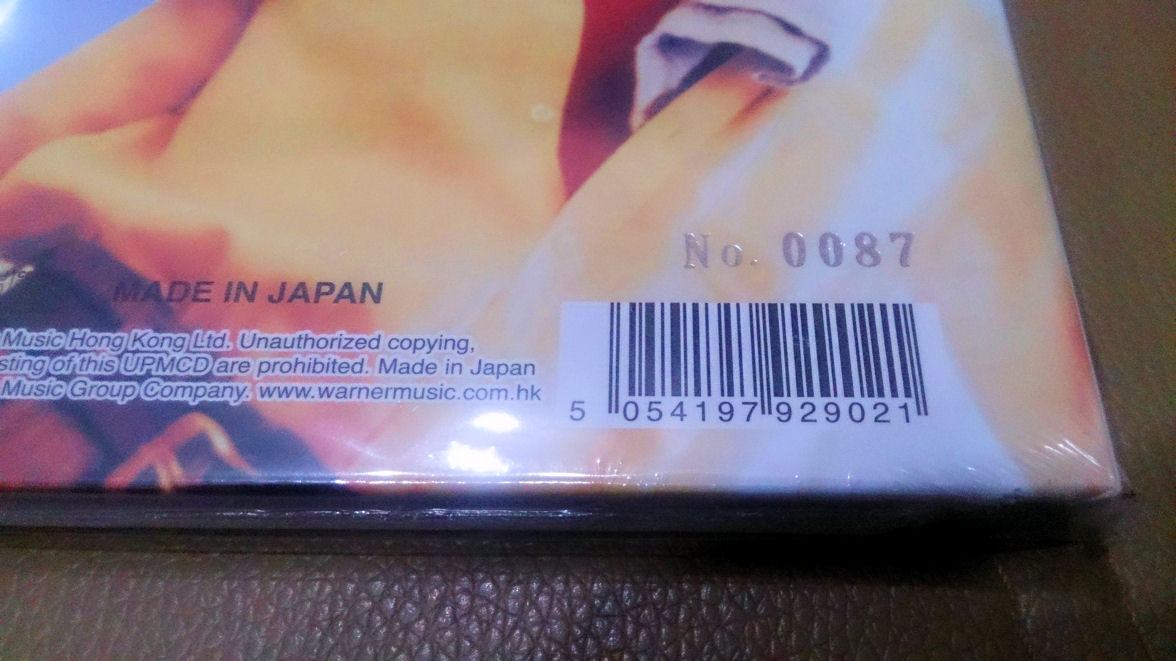 No. 0087
MADE IN JAPAN
Music Hong Kong Ltd. Unauthorized copying,
sting of this UPMCD are prohibited. Made in Japan
Music Group Company. www.warnermusic.com.hk
5 054197 929021